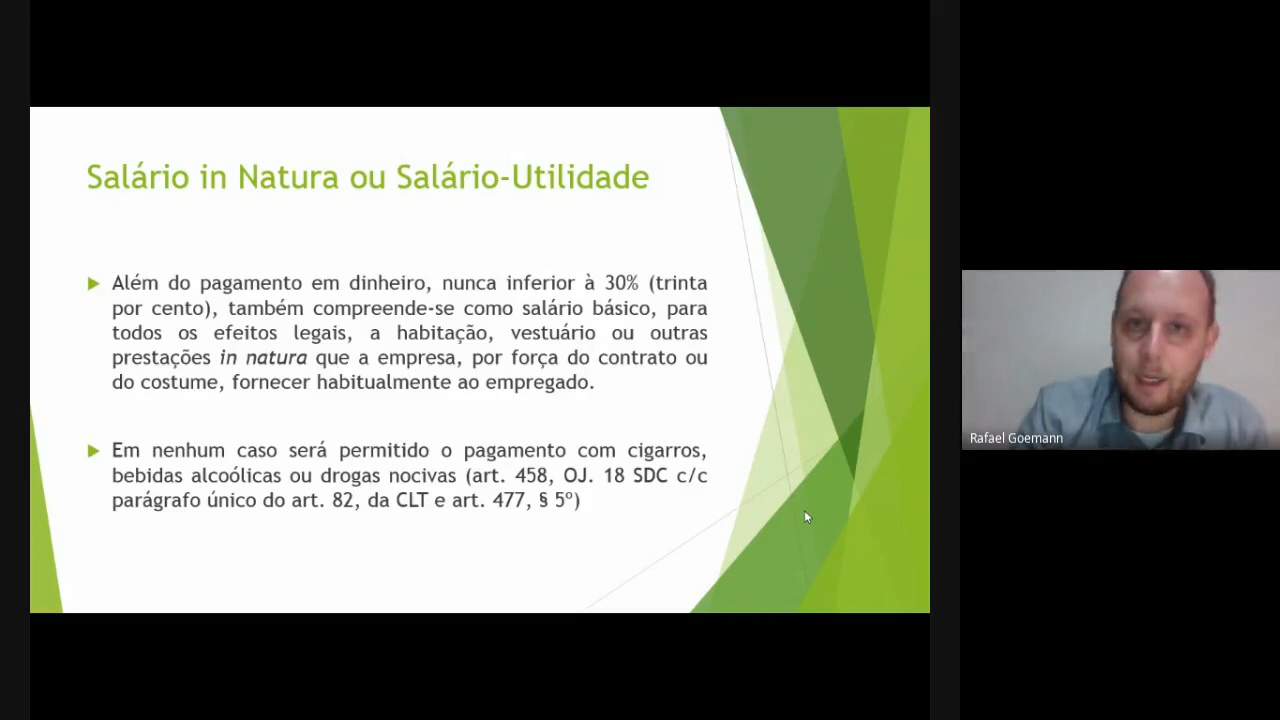 Salário in Natura ou Salário-Utilidade
Além do pagamento em dinheiro, nunca inferior à 30% (trinta
por cento), também compreende-se como salário básico, para
todos os efeitos legais, a habitação, vestuário ou outras
prestações in natura que a empresa, por força do contrato ou
do costume, fornecer habitualmente ao empregado.
Em nenhum caso será permitido o pagamento com cigarros,
bebidas alcoólicas ou drogas nocivas (art. 458, OJ. 18 SDC c/c
parágrafo único do art. 82, da CLT e art. 477, § 5º)
Rafael Goemann